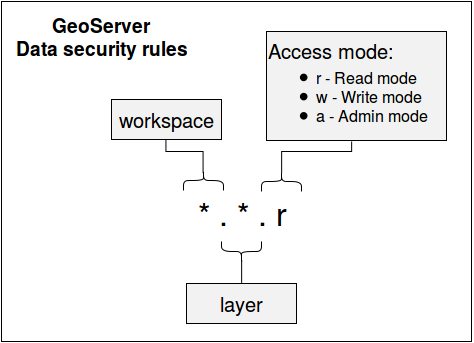 GeoServer
Data security rules
Access mode:
● r - Read mode
● w - Write mode
● a - Admin mode
workspace
* . * . r
layer